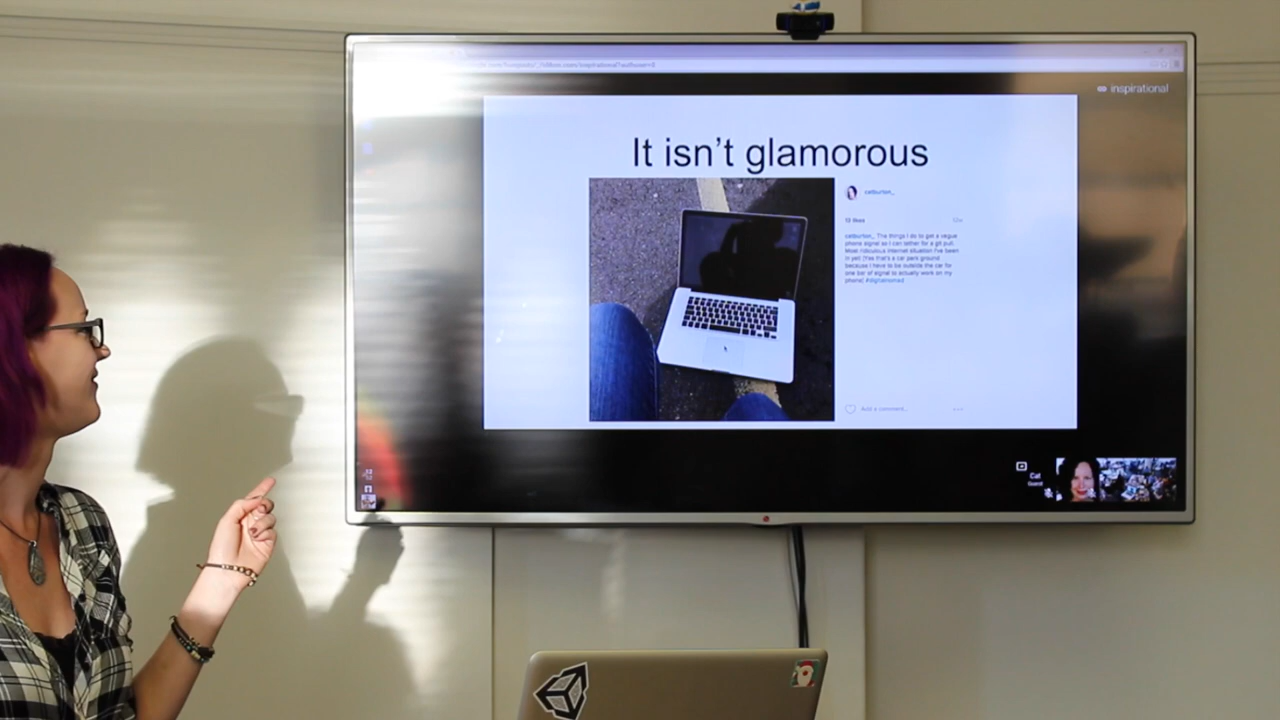 inspirational
It isn't glamorous
catburton_
13 likes
12w
catburton_ The things I do to get a vague
phone signal so I can tether for a git pull.
Most ridiculous internet situation I've been
in yet! (Yes that's a car park ground
because I have to be outside the car for
one bar of signal to actually work on my
phone) #digitalnomad
Add a comment...
Cat
Guest